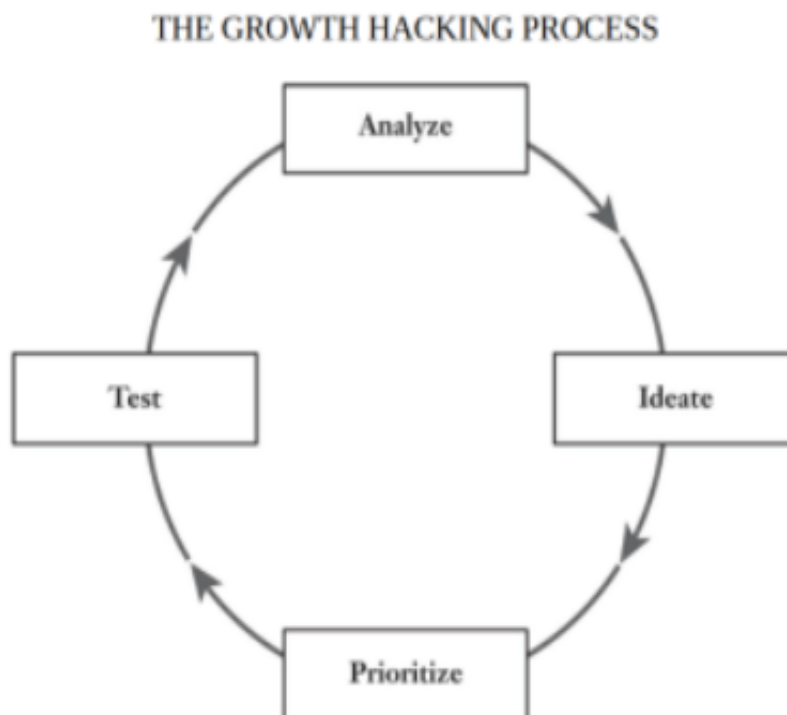 THE GROWTH HACKING PROCESS
Analyze
Test
Ideate
Prioritize